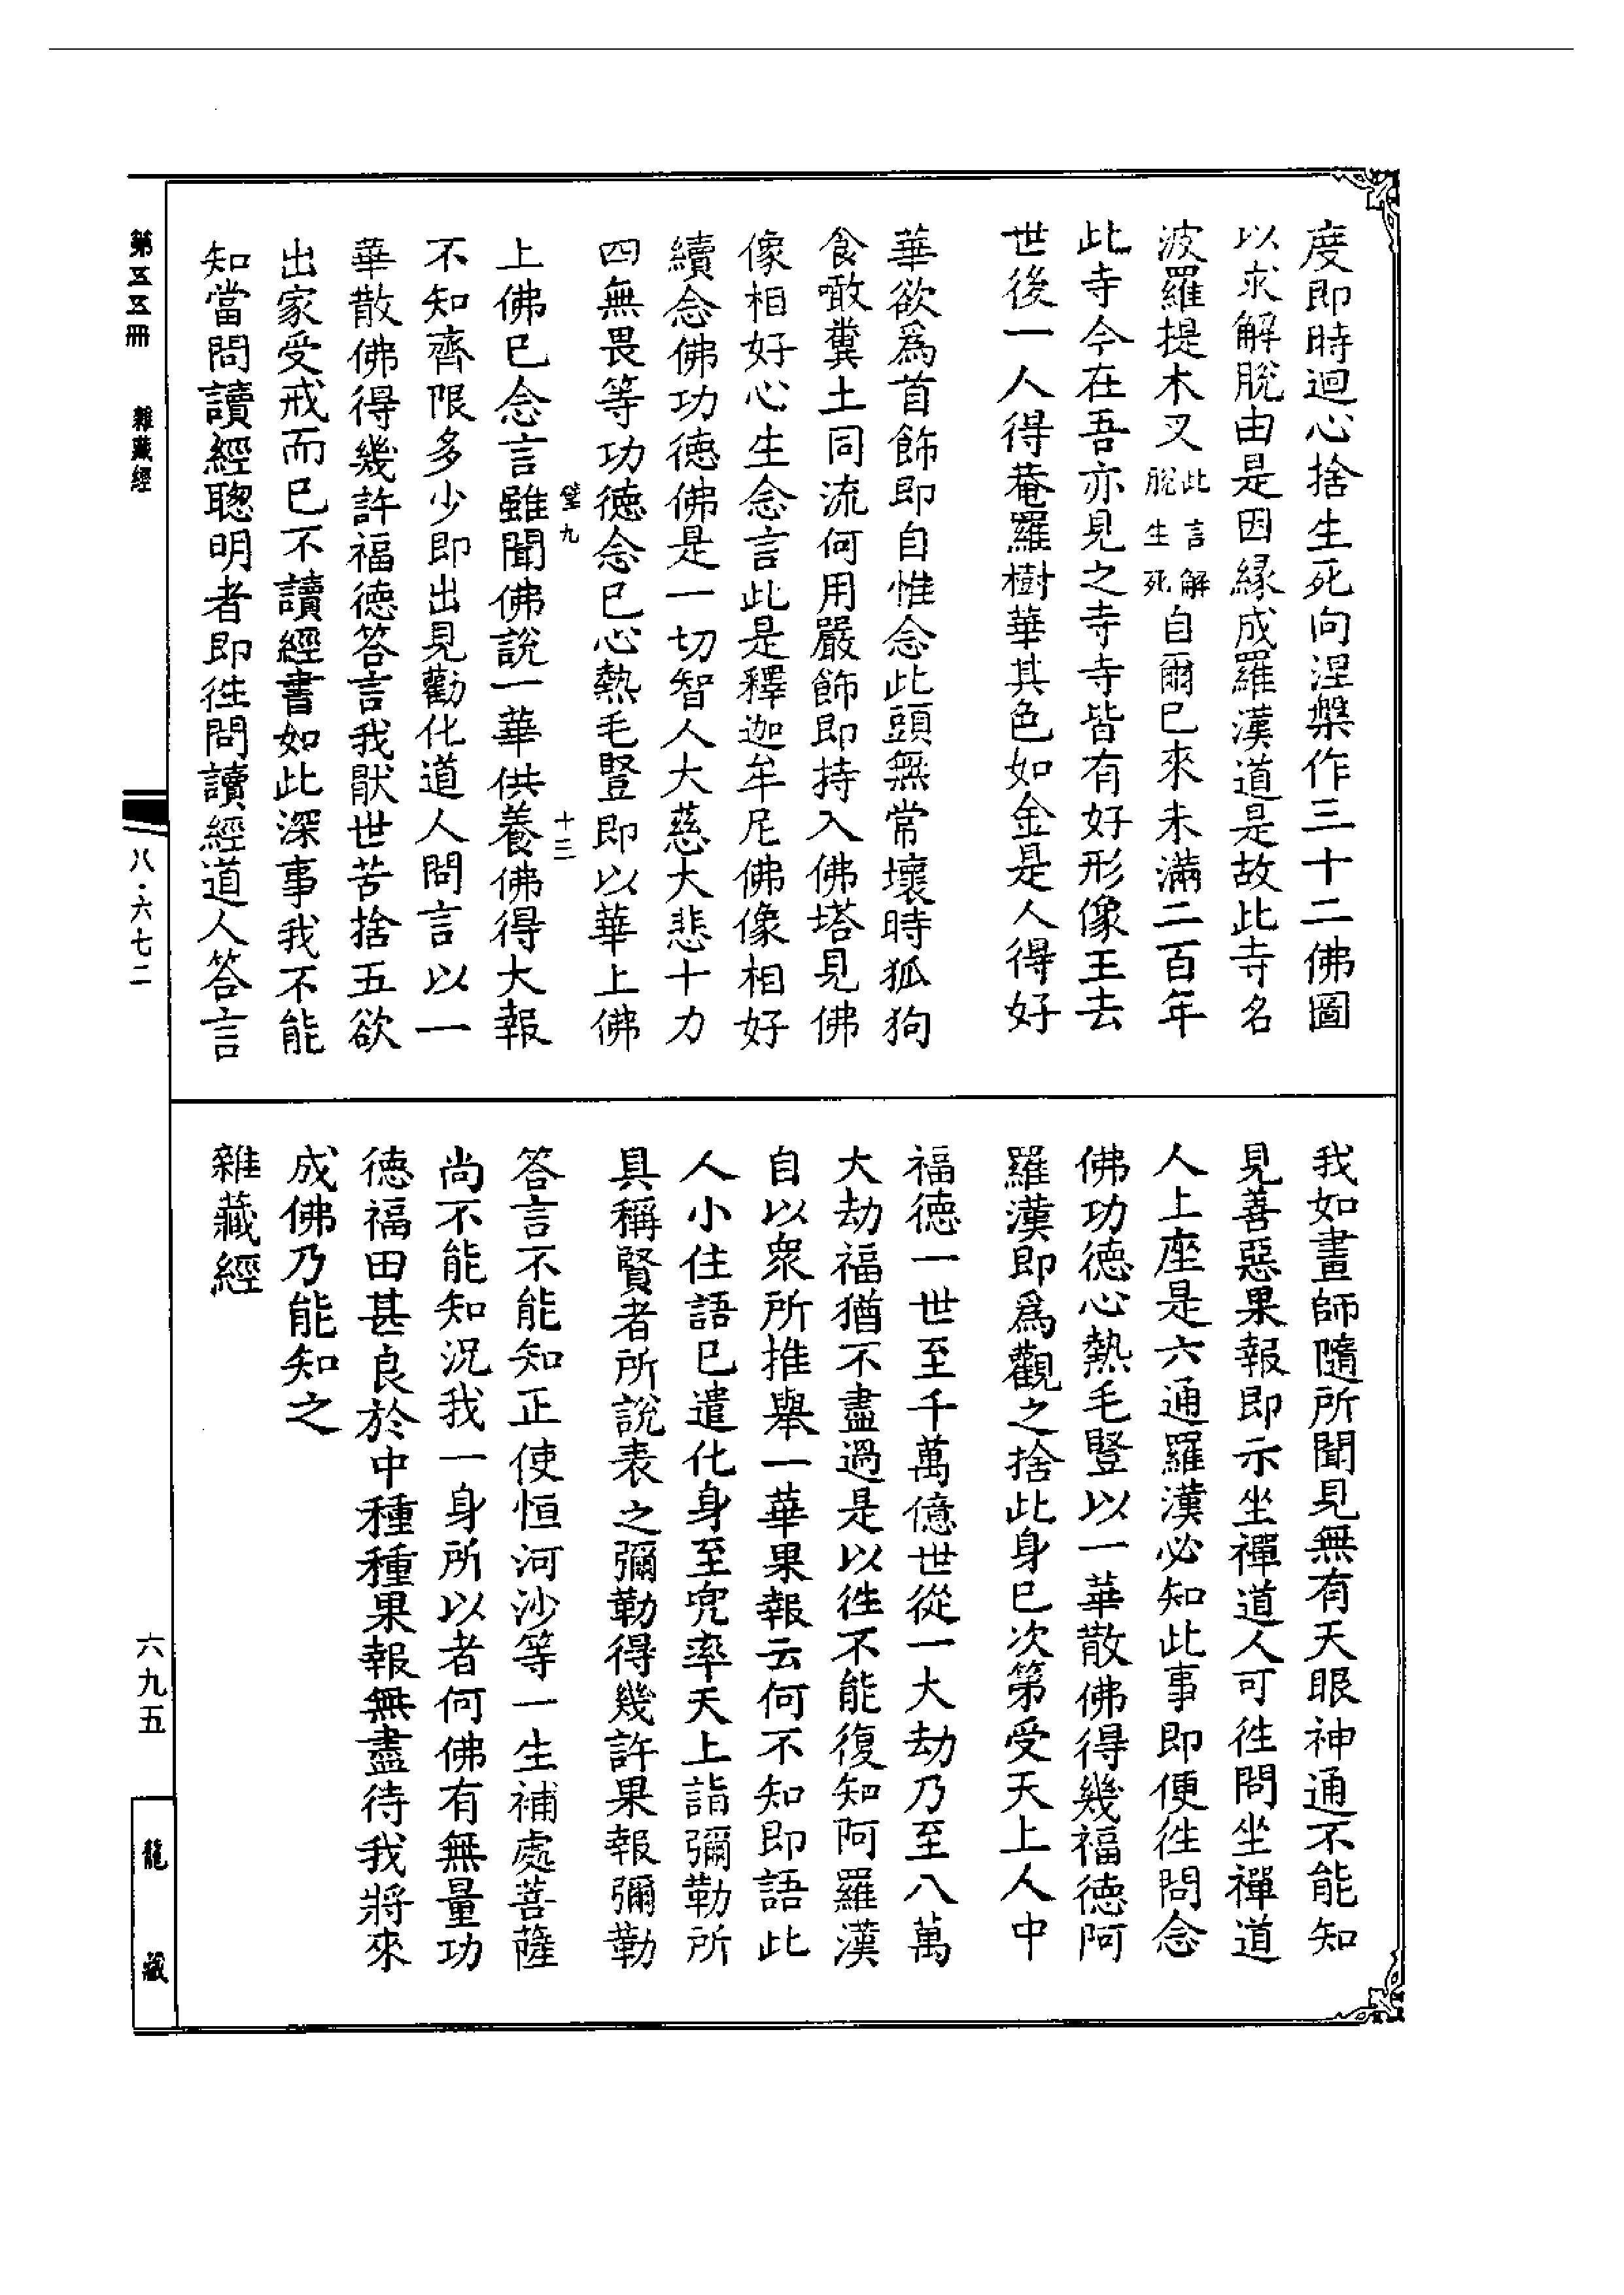 度即時迴心捨生死向涅槃作三十二佛圖
以求解脫由是因緣成羅漢道是故此寺名
波羅提木叉此言解脫生死自爾已來未滿二百年
此寺今在吾亦見之寺寺皆有好形像王去
世後一人得菴羅樹華其色如金是人得好
華欲爲首飾即自惟念此頭無常壞時狐狗
食噉糞土同流何用嚴飾即持入佛塔見佛
像相好心生念言此是釋迦牟尼佛像相好
續念佛功德佛是一切智人大慈大悲十力
四無畏等功德念已心熱毛豎即以華上佛
十三
上佛已念言雖聞佛說一華供養佛得大報
不知齊限多少即出見勸化道人問言以一
華散佛得幾許福德答言我猒世苦捨五欲
出家受戒而已不讀經書如此深事我不能
知當問讀經聰明者即徃問讀經道人答言
我如畫師隨所聞見無有天眼神通不能知
見善惡果報即示坐禪道人可徃問坐禪道
人上座是六通羅漢必知此事即便徃問念
佛功德心熱毛豎以一華散佛得幾福德阿
羅漢即爲觀之捨此身已次第受天上人中
福德一世至千萬億世從一大劫乃至八萬
大劫福猶不盡過是以徃不能復知阿羅漢
自以衆所推舉一華果報云何不知即語此
人小住語已遣化身至兜率天上詣彌勒所
具稱賢者所說表之彌勒得幾許果報彌勒
答言不能知正使恒河沙等一生補處菩薩
尚不能知況我一身所以者何佛有無量功
德福田甚良於中種種果報無盡待我將來
成佛乃能知之
雜藏經
第五五冊
雜藏經
八·六七二
六九五
龍藏